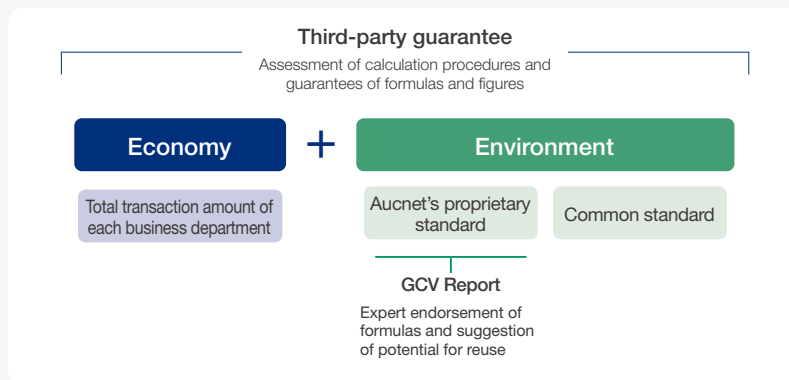 Third-party guarantee
Assessment of calculation procedures and
guarantees of formulas and figures
Economy
+
Environment
Total transaction amount of
each business department
Aucnet's proprietary
standard
Common standard
GCV Report
Expert endorsement of
formulas and suggestion
of potential for reuse